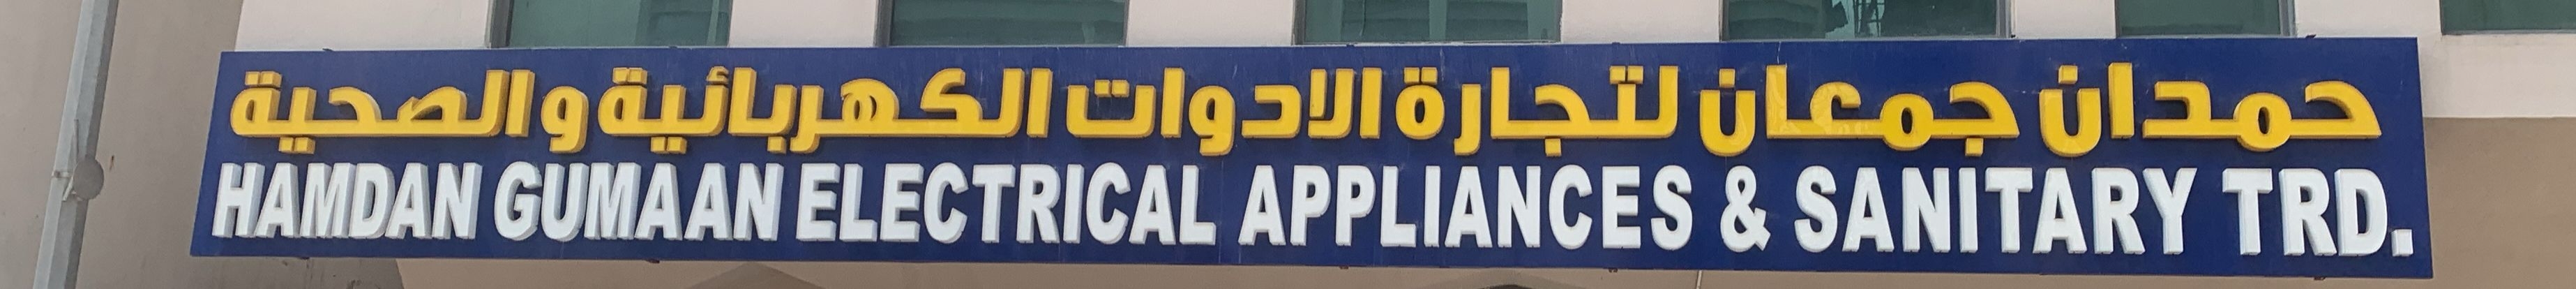 حمدان جمعان لتجارة الادوات الكهربائية والصحية
HAMDAN GUMAAN ELECTRICAL APPLIANCES & SANITARY TRD.